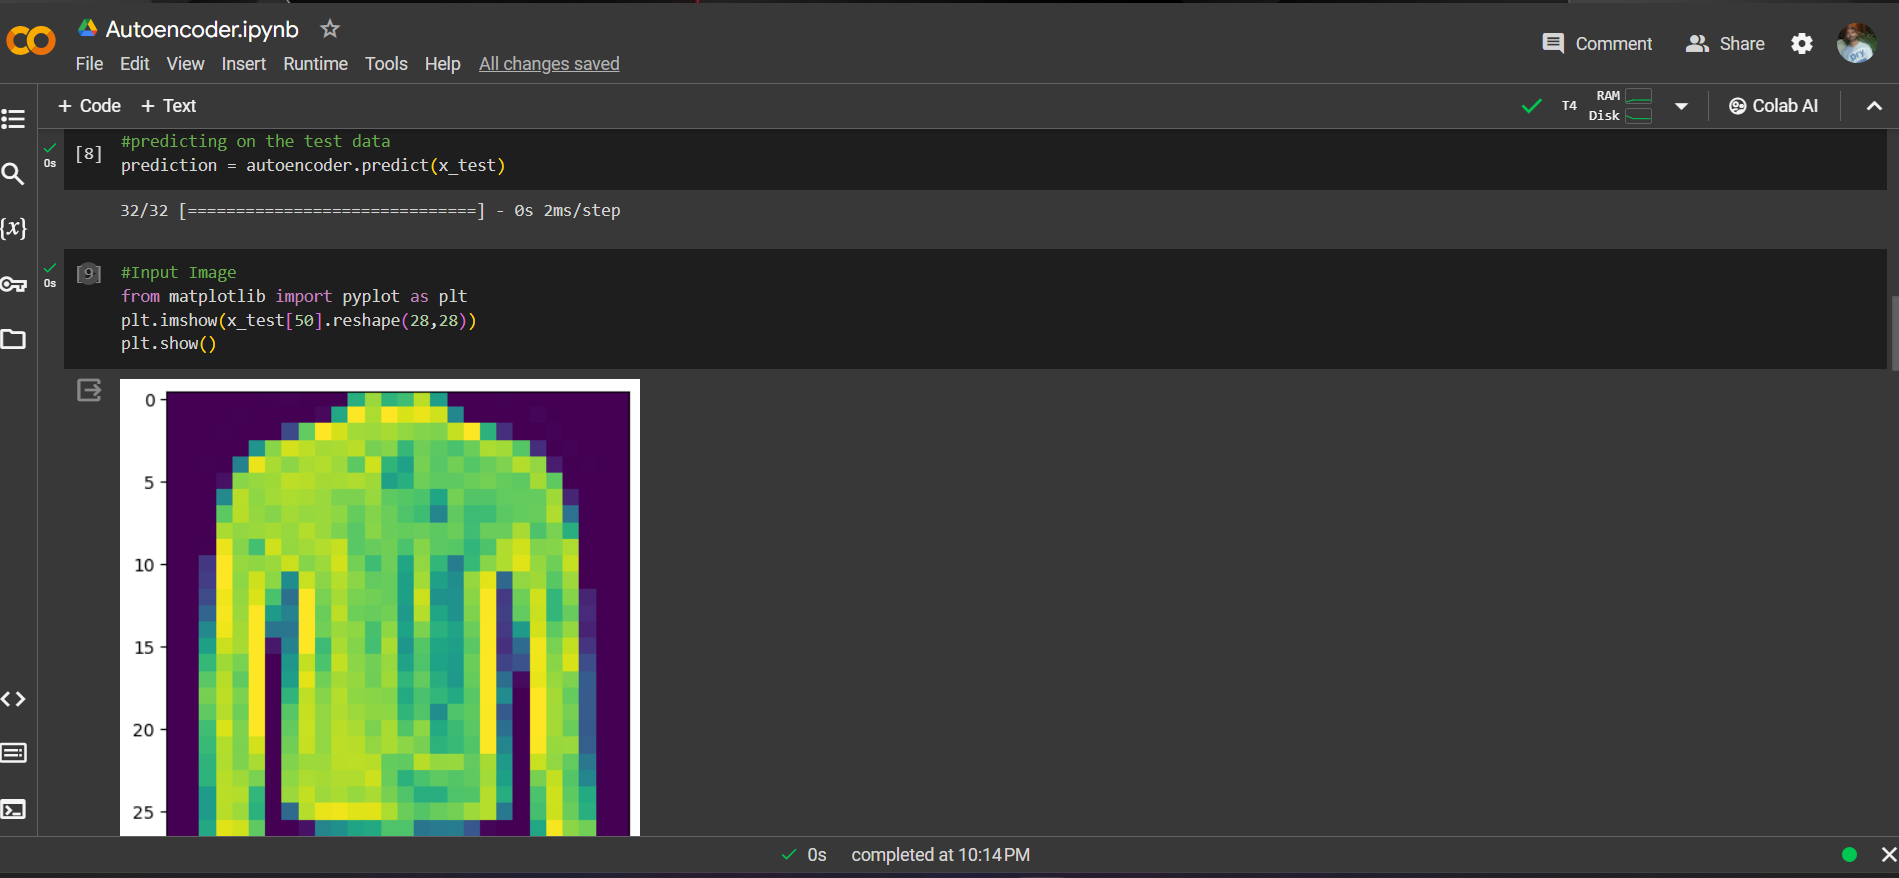 Autoencoder.ipynb
File Edit View Insert Runtime Tools Help All changes saved
Comment Share
+ Code + Text
T4 RAM Disk Colab AI
0s [8] #predicting on the test data
prediction = autoencoder.predict(x_test)
32/32 [==============================] - 0s 2ms/step
{x}
0s [9] #Input Image
from matplotlib import pyplot as plt
plt.imshow(x_test[50].reshape(28,28))
plt.show()
0
5
10
15
20
25
0s completed at 10:14 PM